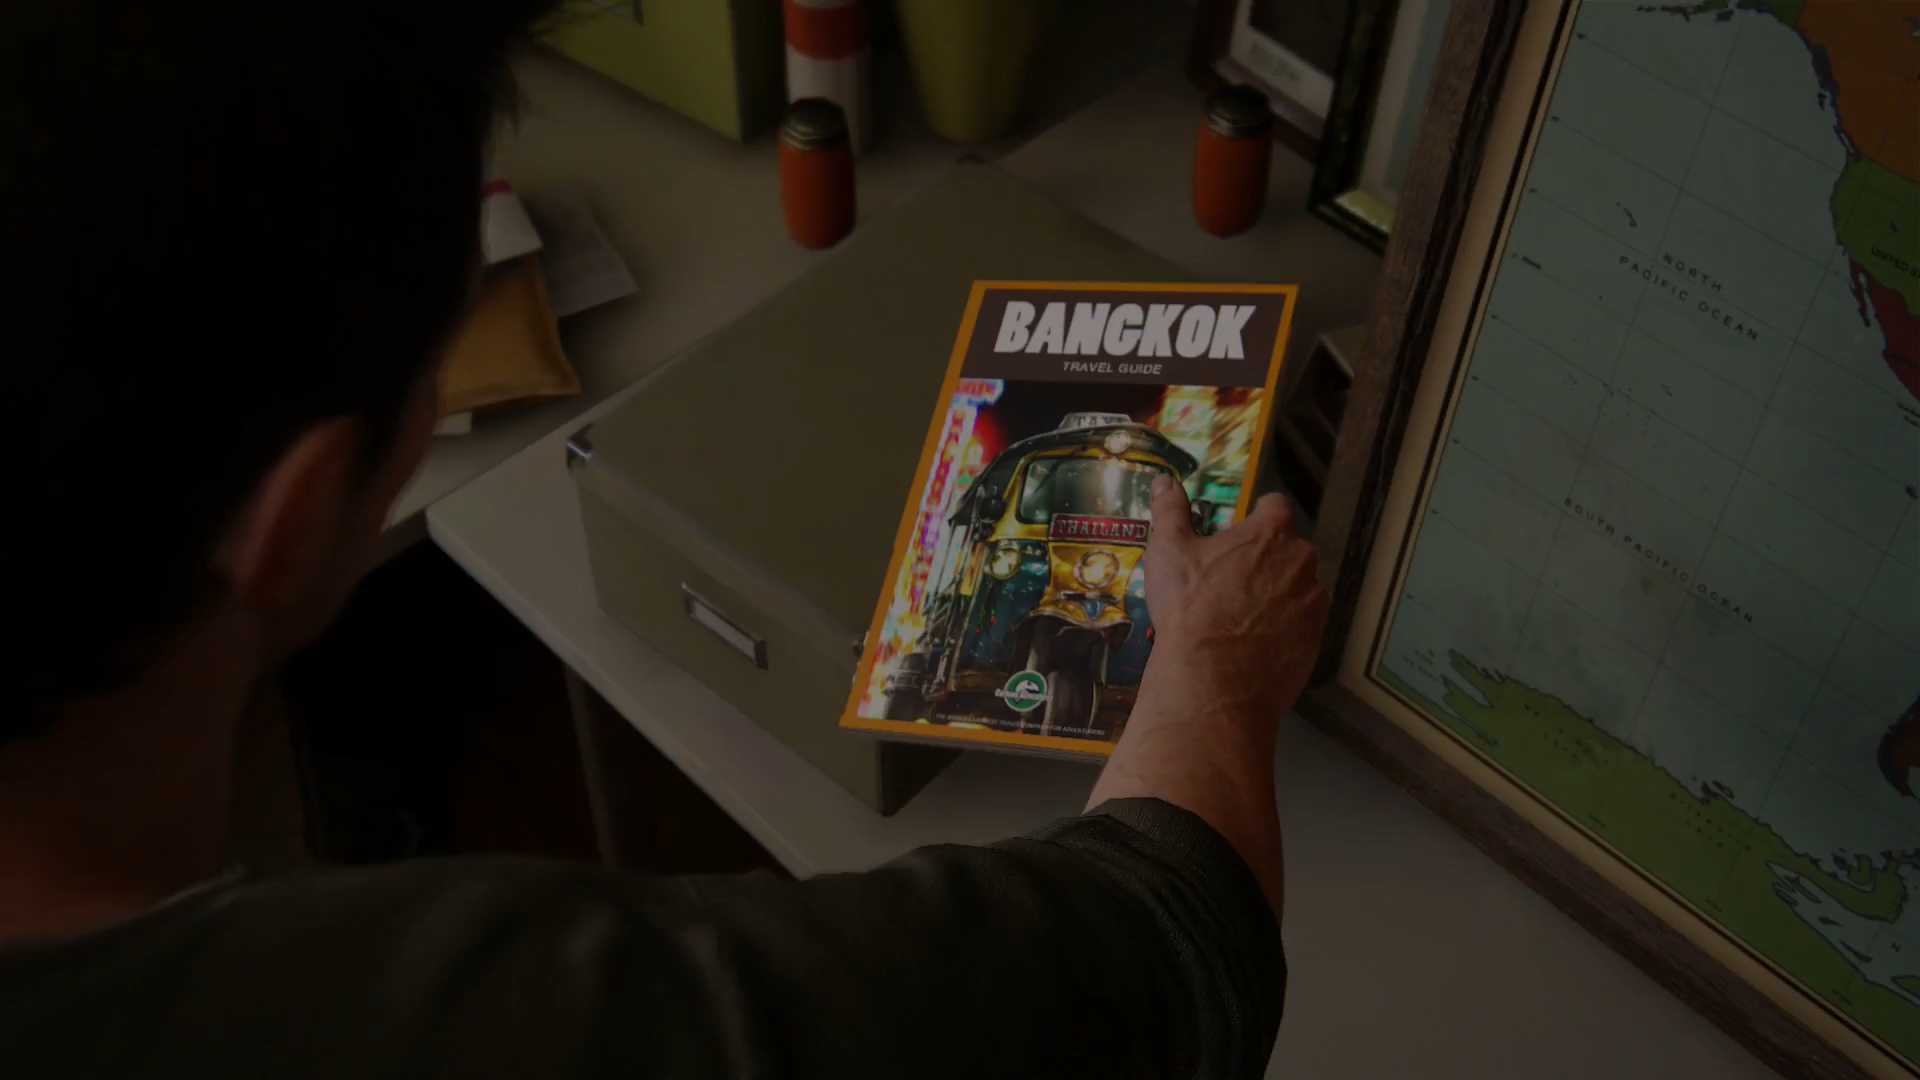 BANGKOK
TRAVEL GUIDE
TAXI
THAILAND
NORTH
PACIFIC OCEAN
SOUTH PACIFIC OCEAN